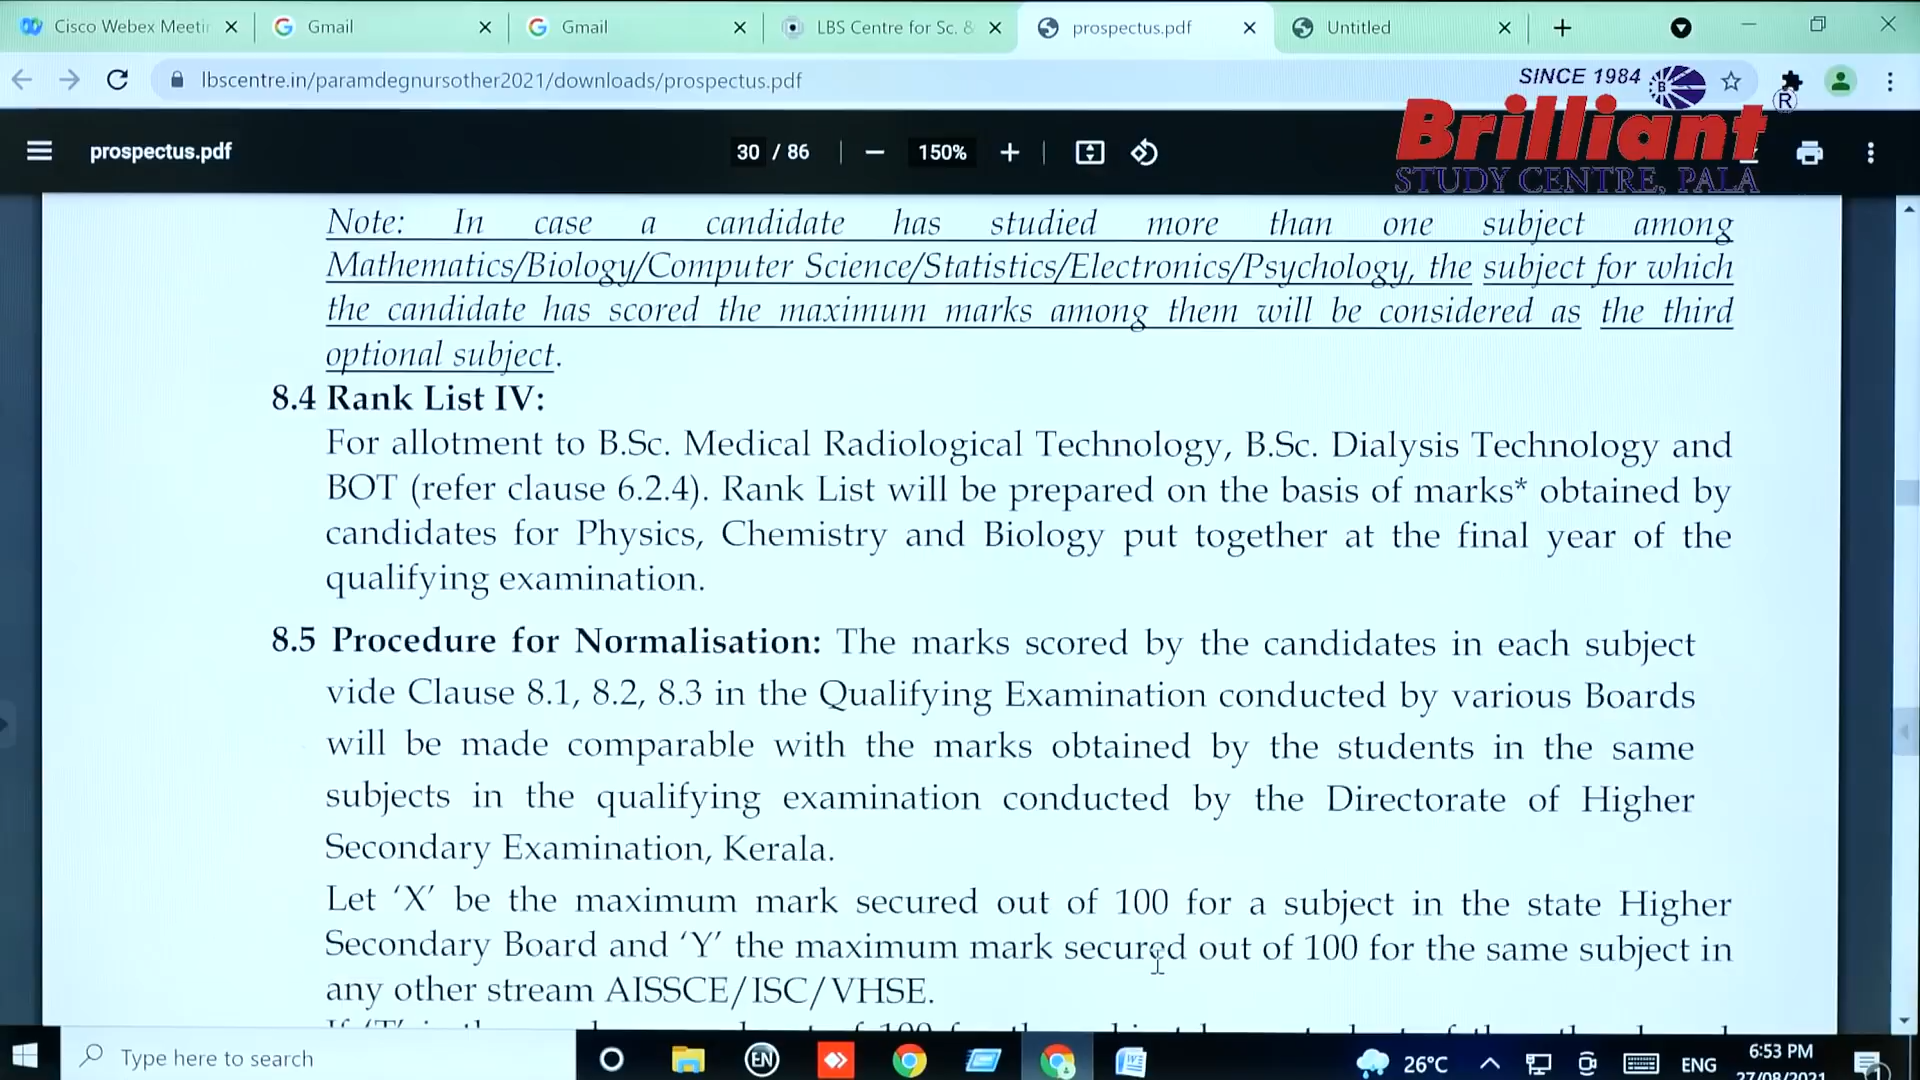 Cisco Webex Meeti
Gmail
Gmail
LBS Centre for Sc. &
prospectus.pdf
Untitled
lbscentre.in/paramdegnursother2021/downloads/prospectus.pdf
SINCE 1984
B
R
Brilliant
STUDY CENTRE, PALA
prospectus.pdf
30 / 86
150%
Note: In case a candidate has studied more than one subject among
Mathematics/Biology/Computer Science/Statistics/Electronics/Psychology, the subject for which
the candidate has scored the maximum marks among them will be considered as the third
optional subject.
8.4 Rank List IV:
For allotment to B.Sc. Medical Radiological Technology, B.Sc. Dialysis Technology and
BOT (refer clause 6.2.4). Rank List will be prepared on the basis of marks* obtained by
candidates for Physics, Chemistry and Biology put together at the final year of the
qualifying examination.
8.5 Procedure for Normalisation: The marks scored by the candidates in each subject
vide Clause 8.1, 8.2, 8.3 in the Qualifying Examination conducted by various Boards
will be made comparable with the marks obtained by the students in the same
subjects in the qualifying examination conducted by the Directorate of Higher
Secondary Examination, Kerala.
Let ‘X’ be the maximum mark secured out of 100 for a subject in the state Higher
Secondary Board and ‘Y’ the maximum mark secured out of 100 for the same subject in
any other stream AISSCE/ISC/VHSE.
Type here to search
EN
26°C
ENG
6:53 PM
27/08/2021
1